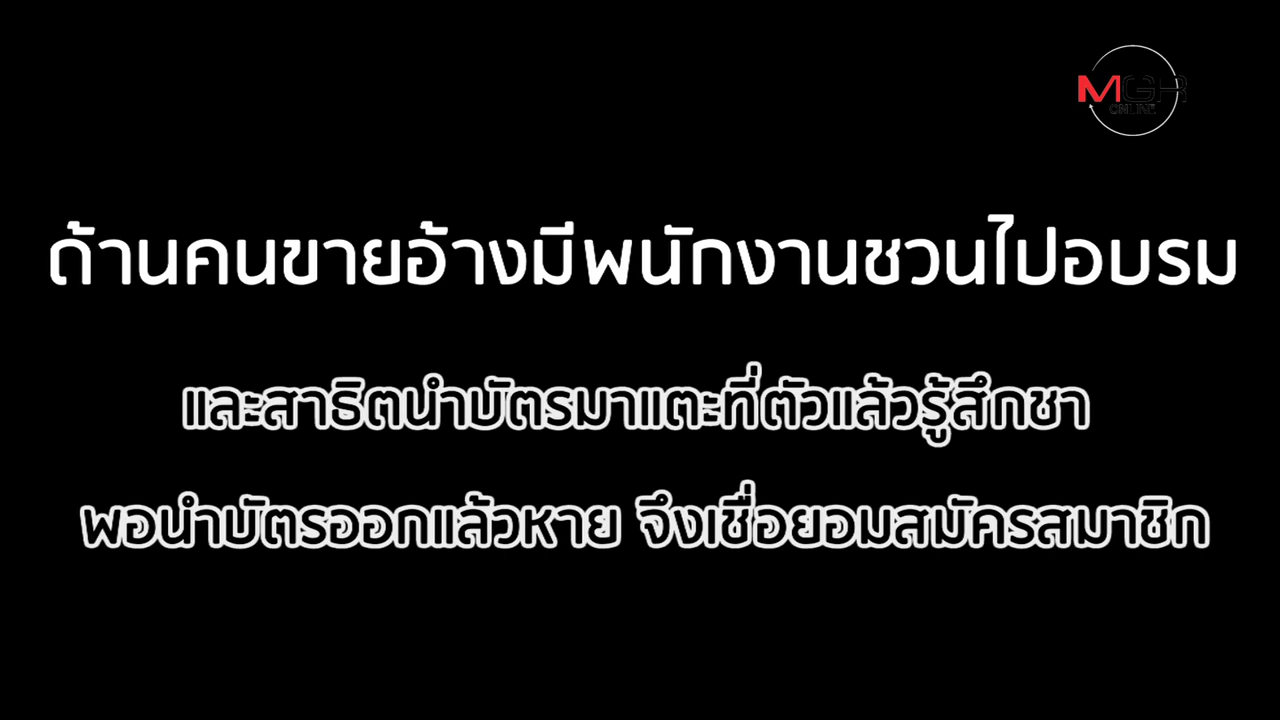 MGR
ONLINE
ด้านคนขายอ้างมีพนักงานชวนไปอบรม
และสาธิตนำบัตรมาแตะที่ตัวแล้วรู้สึกชา
พอนำบัตรออกแล้วหาย จึงเชื่อยอมสมัครสมาชิก